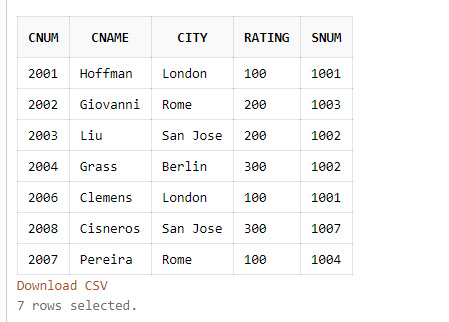 CNUM CNAME CITY RATING SNUM
2001 Hoffman London 100 1001
2002 Giovanni Rome 200 1003
2003 Liu San Jose 200 1002
2004 Grass Berlin 300 1002
2006 Clemens London 100 1001
2008 Cisneros San Jose 300 1007
2007 Pereira Rome 100 1004
Download CSV
7 rows selected.